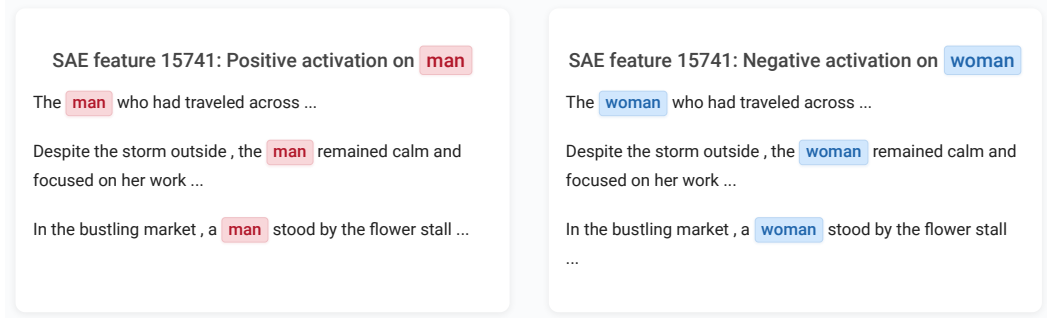 SAE feature 15741: Positive activation on man
The man who had traveled across ...
Despite the storm outside , the man remained calm and
focused on her work ...
In the bustling market , a man stood by the flower stall ...
SAE feature 15741: Negative activation on woman
The woman who had traveled across ...
Despite the storm outside , the woman remained calm and
focused on her work ...
In the bustling market , a woman stood by the flower stall
...